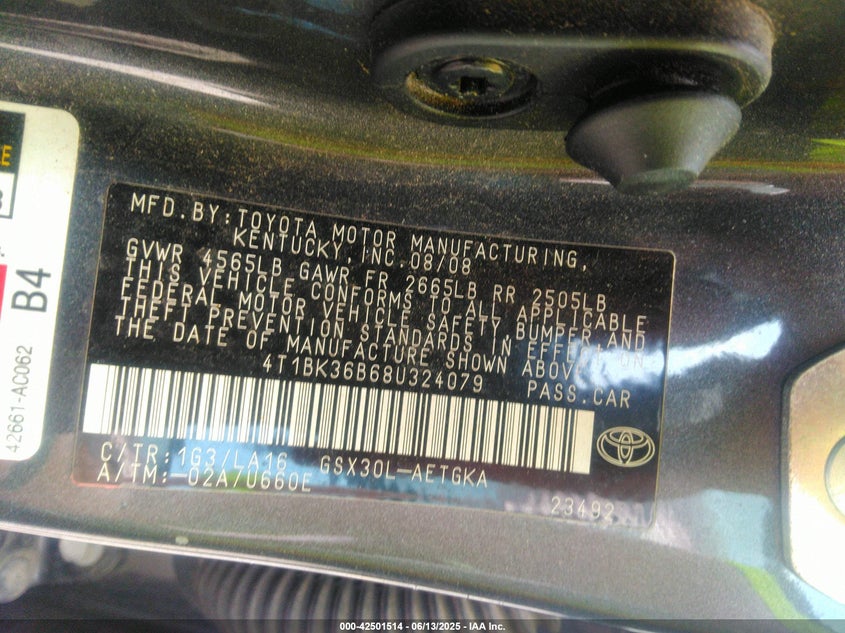 MFD.BY:TOYOTA MOTOR MANUFACTURING,
KENTUCKY,INC.08/08
GVWR 4565LB GAWR FR 2665LB RR 2505LB
THIS VEHICLE CONFORMS TO ALL APPLICABLE
FEDERAL MOTOR VEHICLE SAFETY BUMPER,AND
THEFT PREVENTION STANDARDS IN EFFECT ON
THE DATE OF MANUFACTURE SHOWN ABOVE.
4T1BK36B68U324079 PASS.CAR
C/TR:1G3/LA16 GSX30L-AETGKA
A/TM:-02A/U660E
23492
B4
42661-AC062
000-42501514 - 06/13/2025 - IAA Inc.